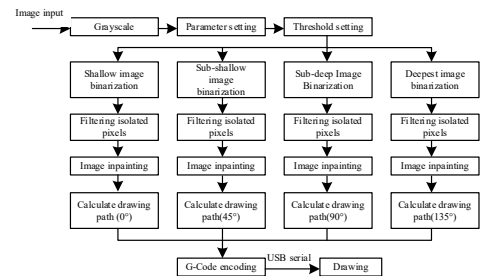 Image input
Grayscale
Parameter setting
Threshold setting
Shallow image
binarization
Sub-shallow
image
binarization
Sub-deep Image
Binarization
Deepest image
binarization
Filtering isolated
pixels
Filtering isolated
pixels
Filtering isolated
pixels
Filtering isolated
pixels
Image inpainting
Image inpainting
Image inpainting
Image inpainting
Calculate drawing
path (0°)
Calculate drawing
path(45°)
Calculate drawing
path(90°)
Calculate drawing
path(135°)
G-Code encoding
USB serial
Drawing